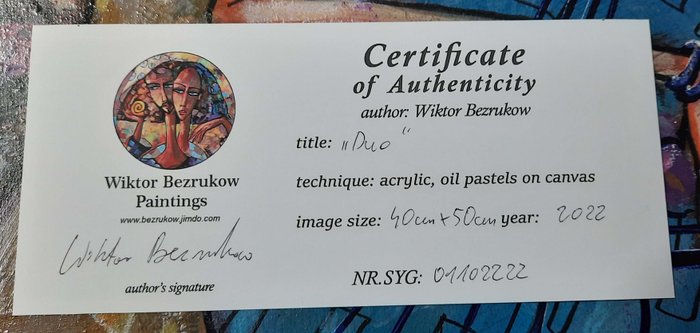 Certificate
of Authenticity
author: Wiktor Bezrukow
title: „Duo"
technique: acrylic, oil pastels on canvas
image size: 40cm x 50cm year: 2022
NR.SYG: 01102222
Wiktor Bezrukow
Paintings
www.bezrukow.jimdo.com
Wiktor Bezrukow
author's signature